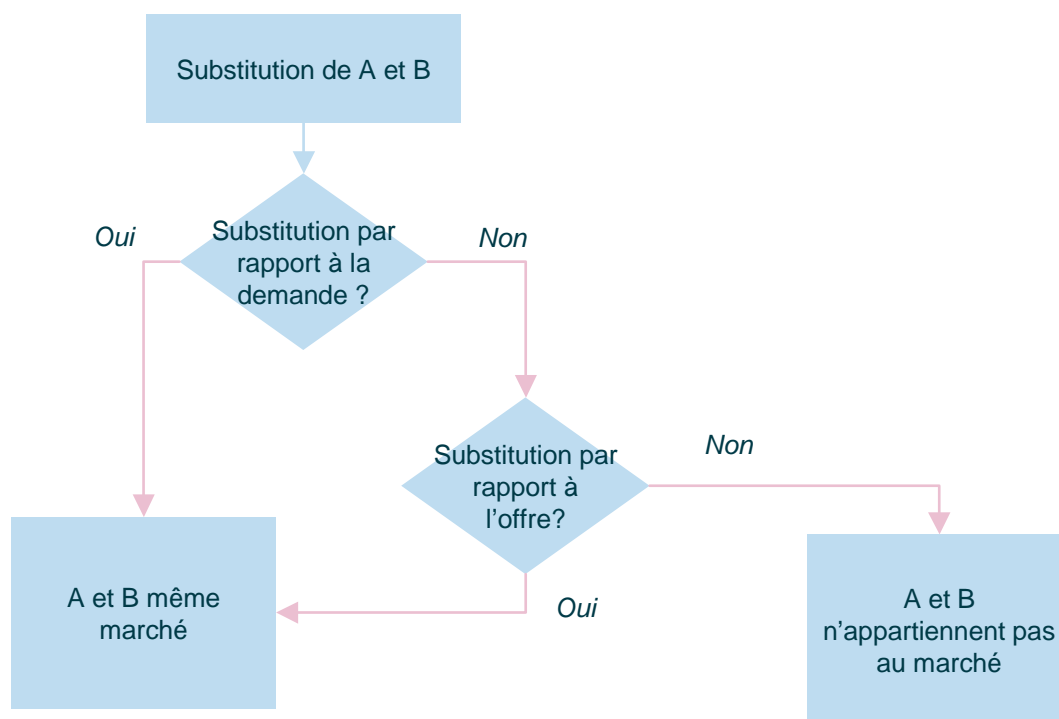 Substitution de A et B
Oui
Substitution par
rapport à la
demande ?
Non
Substitution par
rapport à
l’offre?
Non
A et B même
marché
Oui
A et B
n'appartiennent pas
au marché